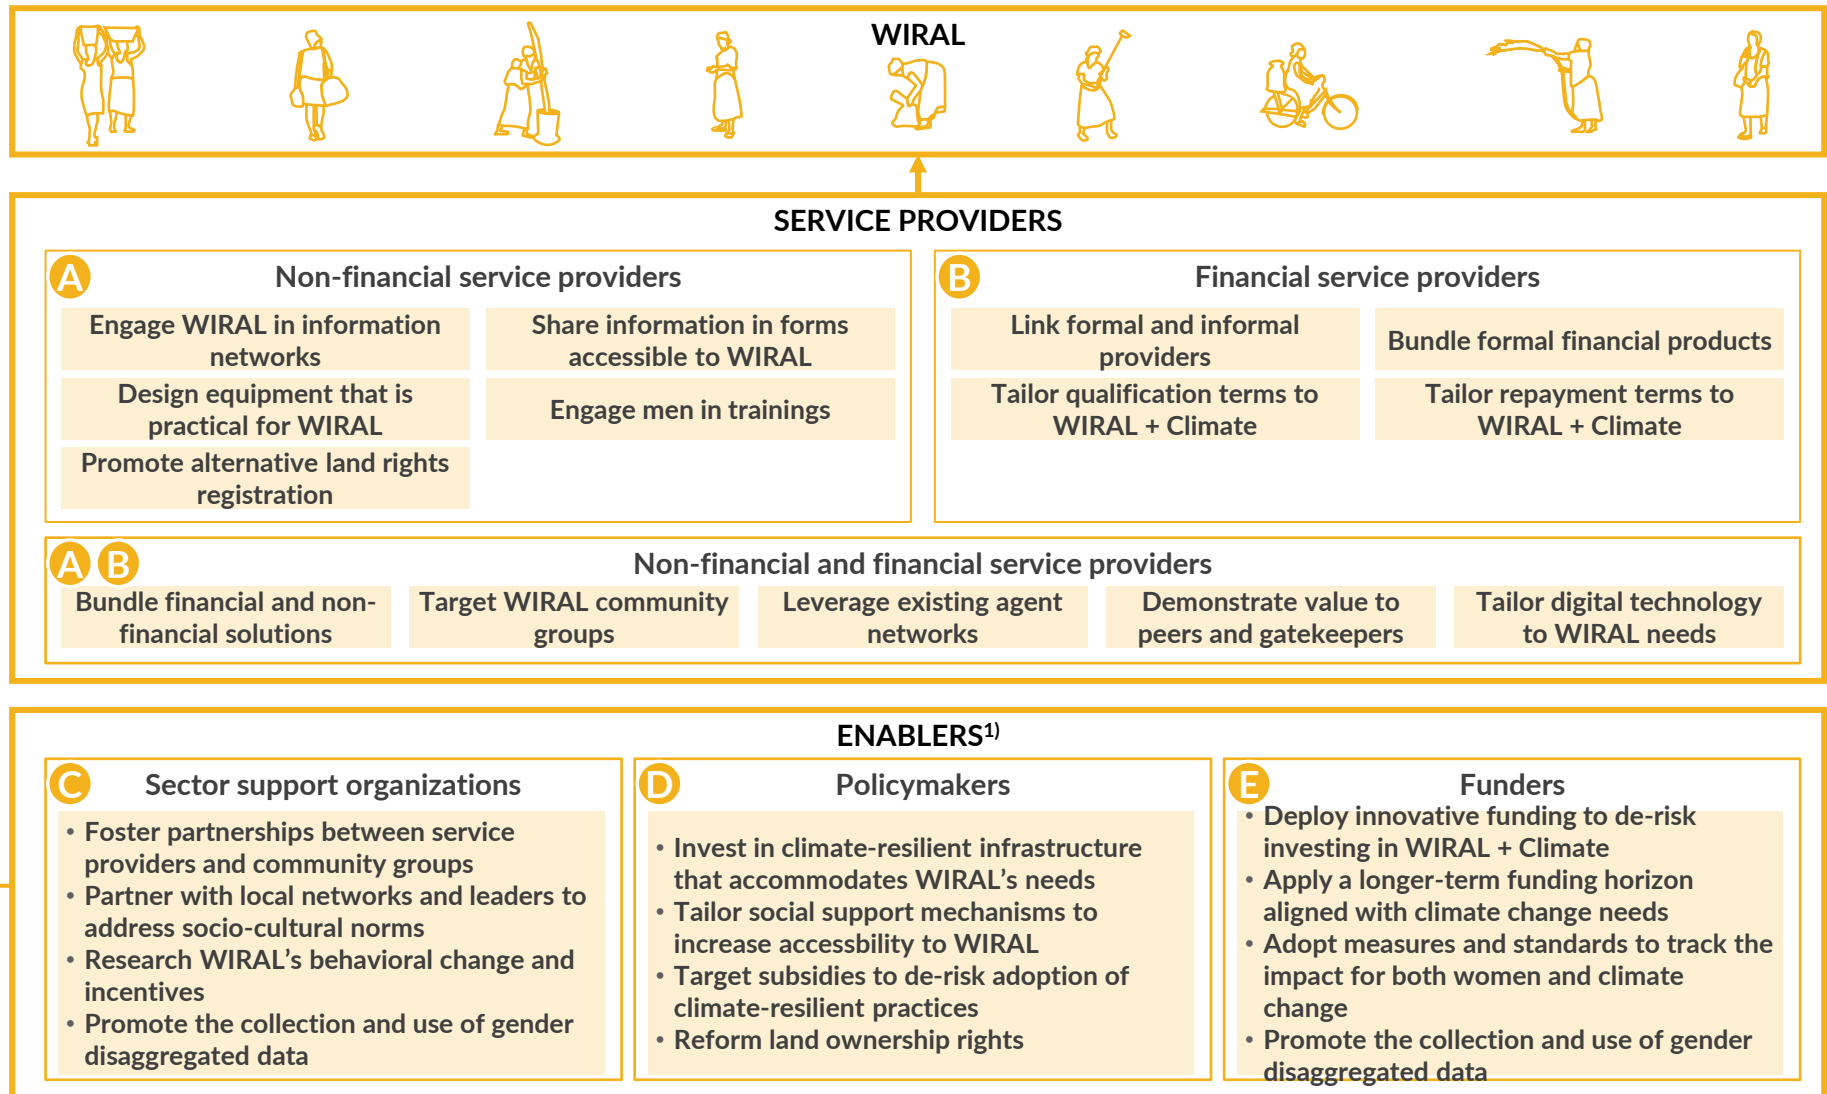 WIRAL
SERVICE PROVIDERS
A
Non-financial service providers
Engage WIRAL in information
networks
Share information in forms
accessible to WIRAL
Design equipment that is
practical for WIRAL
Engage men in trainings
Promote alternative land rights
registration
B
Financial service providers
Link formal and informal
providers
Bundle formal financial products
Tailor qualification terms to
WIRAL + Climate
Tailor repayment terms to
WIRAL + Climate
A B
Non-financial and financial service providers
Bundle financial and non-
financial solutions
Target WIRAL community
groups
Leverage existing agent
networks
Demonstrate value to
peers and gatekeepers
Tailor digital technology
to WIRAL needs
ENABLERS1)
C
Sector support organizations
• Foster partnerships between service
providers and community groups
• Partner with local networks and leaders to
address socio-cultural norms
• Research WIRAL’s behavioral change and
incentives
• Promote the collection and use of gender
disaggregated data
D
Policymakers
• Invest in climate-resilient infrastructure
that accommodates WIRAL’s needs
• Tailor social support mechanisms to
increase accessbility to WIRAL
• Target subsidies to de-risk adoption of
climate-resilient practices
• Reform land ownership rights
E
Funders
• Deploy innovative funding to de-risk
investing in WIRAL + Climate
• Apply a longer-term funding horizon
aligned with climate change needs
• Adopt measures and standards to track the
impact for both women and climate
change
• Promote the collection and use of gender
disaggregated data